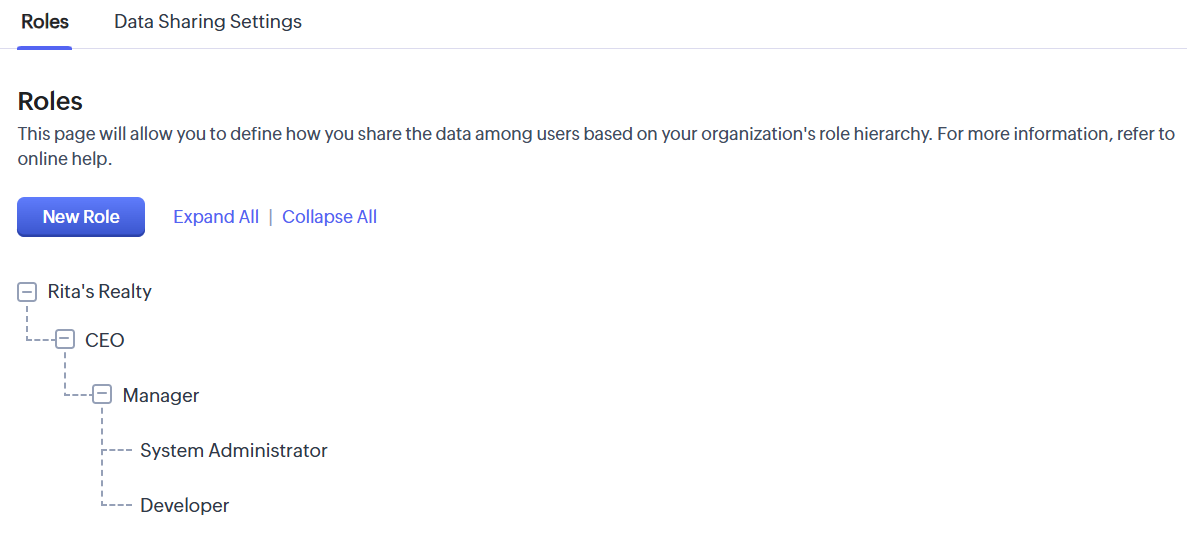 Roles Data Sharing Settings
Roles
This page will allow you to define how you share the data among users based on your organization's role hierarchy. For more information, refer to
online help.
New Role Expand All | Collapse All
Rita's Realty
CEO
Manager
System Administrator
Developer